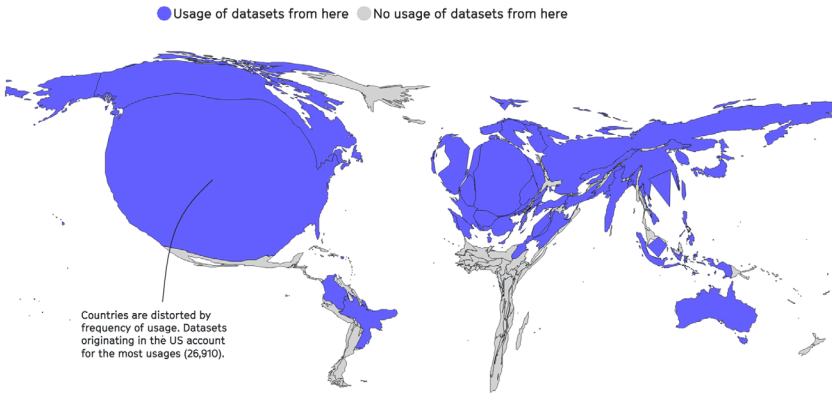 Usage of datasets from here No usage of datasets from here
Countries are distorted by
frequency of usage. Datasets
originating in the US account
for the most usages (26,910).